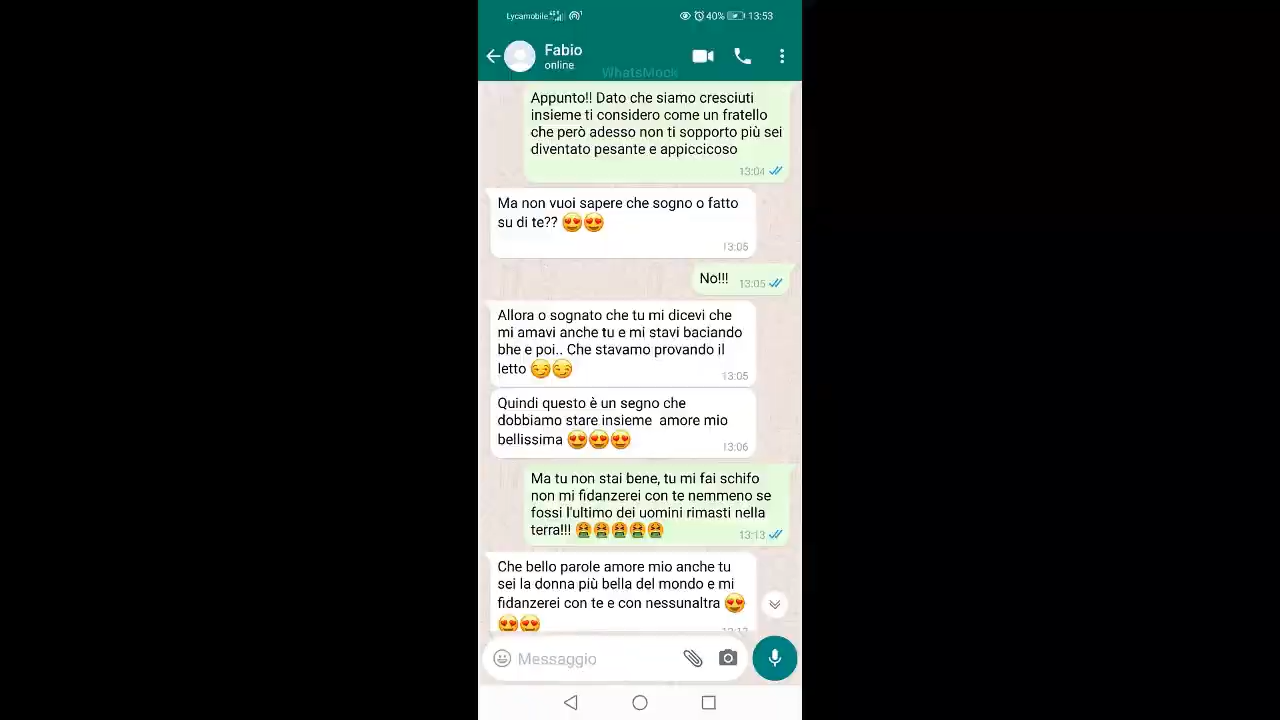 Lycamobile 40% 13:53
Fabio
online
WhatsMock
Appunto!! Dato che siamo cresciuti
insieme ti considero come un fratello
che però adesso non ti sopporto più sei
diventato pesante e appiccicoso
13:04
Ma non vuoi sapere che sogno o fatto
su di te?? 😍😍
13:05
No!!! 13:05
Allora o sognato che tu mi dicevi che
mi amavi anche tu e mi stavi baciando
bhe e poi.. Che stavamo provando il
letto 😏😏
13:05
Quindi questo è un segno che
dobbiamo stare insieme  amore mio
bellissima 😍😍😍
13:06
Ma tu non stai bene, tu mi fai schifo
non mi fidanzerei con te nemmeno se
fossi l'ultimo dei uomini rimasti nella
terra!!! 🤮🤮🤮🤮🤮
13:13
Che bello parole amore mio anche tu
sei la donna più bella del mondo e mi
fidanzerei con te e con nessunaltra 😍
😍😍
Messaggio